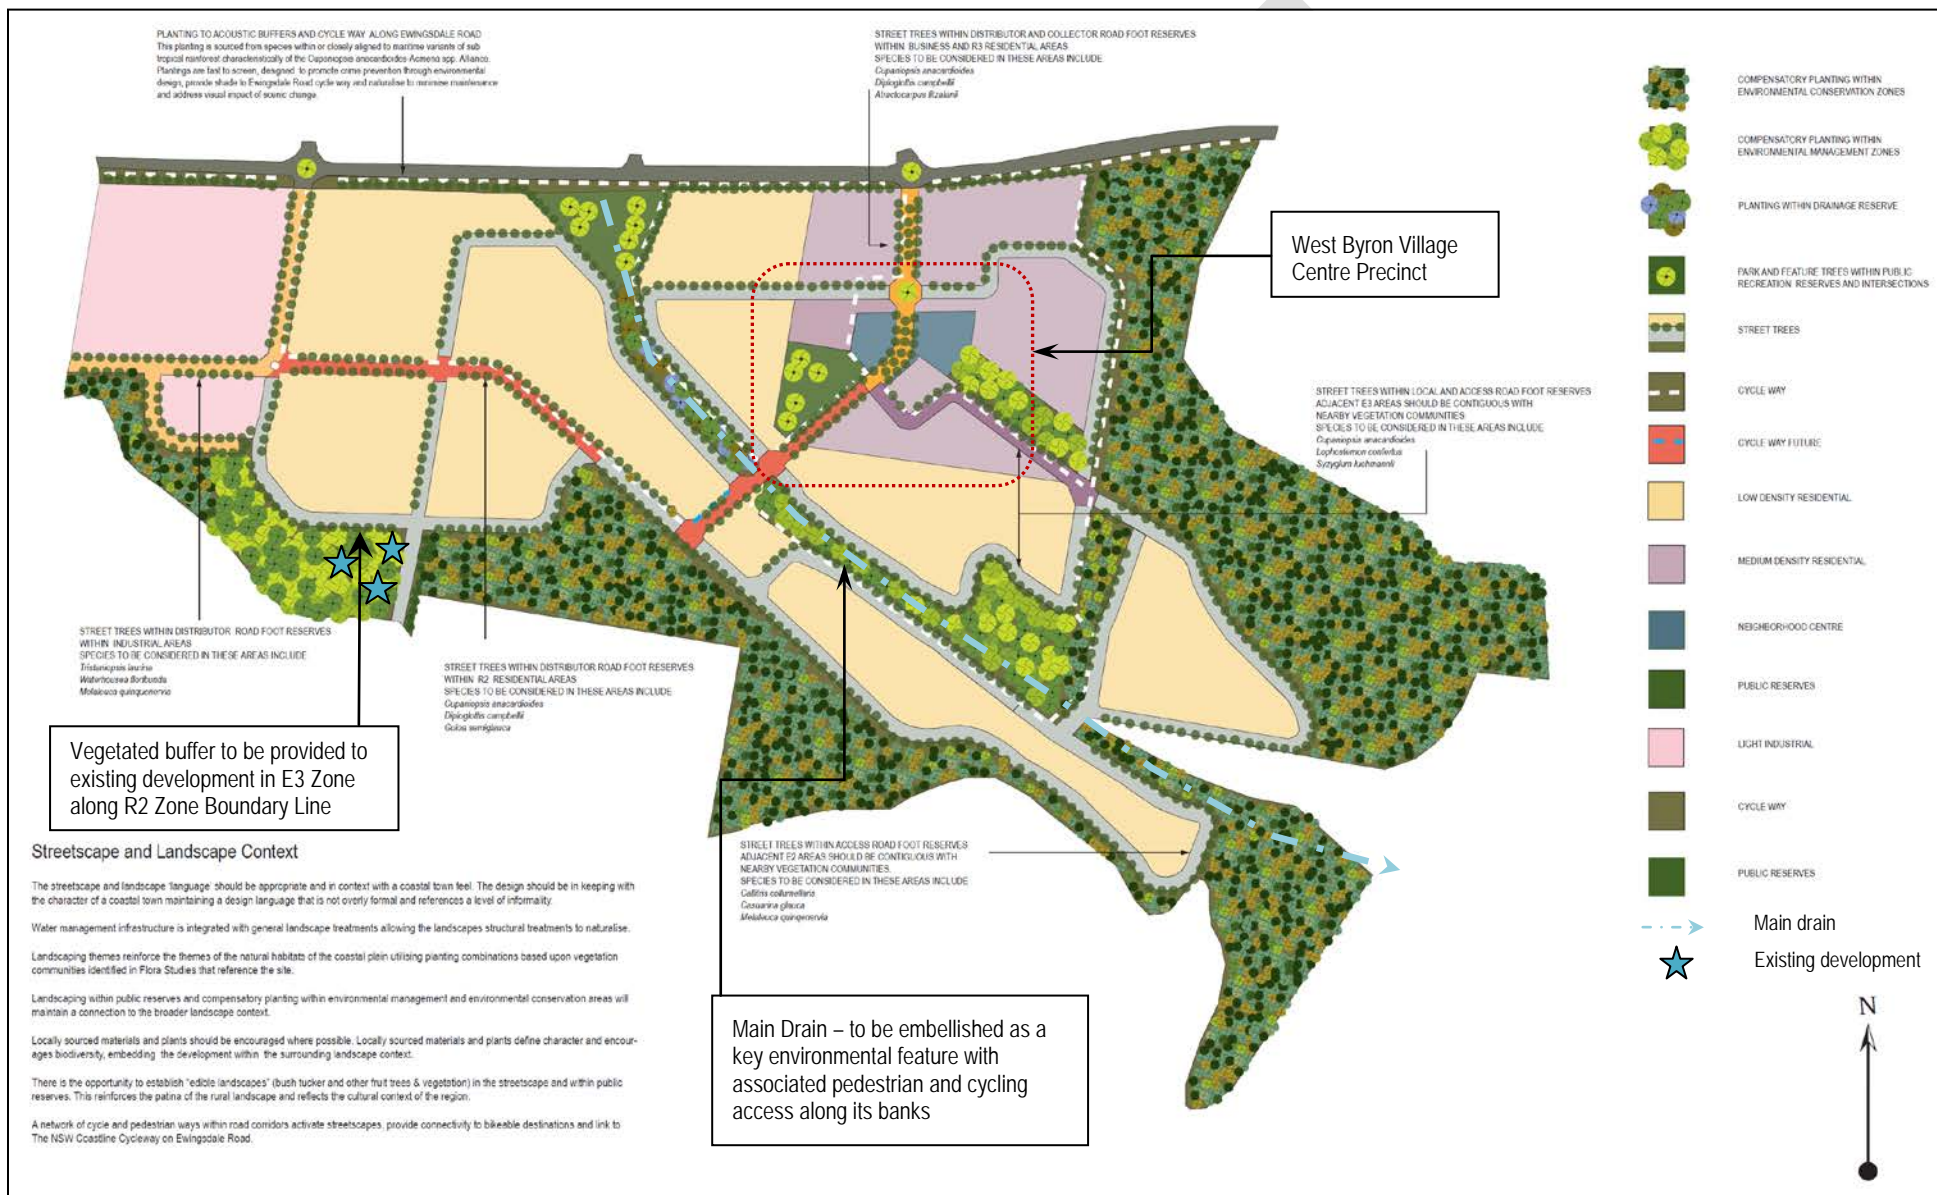 PLANTING TO ACOUSTIC BUFFERS AND CYCLE WAY ALONG EWINGSDALE ROAD
This planting is sourced from species within or closely aligned to maritime variants of sub
tropical rainforest characteristically of the Cupaniopsis anacardioides-Acmena spp. Alliance.
Plantings are fast to screen, designed to promote crime prevention through environmental
design, provide shade to Ewingsdale Road cycle way and naturalise to minimise maintenance
and address visual impact of scenic change.
STREET TREES WITHIN DISTRIBUTOR AND COLLECTOR ROAD FOOT RESERVES
WITHIN BUSINESS AND R3 RESIDENTIAL AREAS
SPECIES TO BE CONSIDERED IN THESE AREAS INCLUDE
Cupaniopsis anacardioides
Diploglottis campbellii
Atractocarpus fitzalanii
West Byron Village
Centre Precinct
STREET TREES WITHIN LOCAL AND ACCESS ROAD FOOT RESERVES
ADJACENT E3 AREAS SHOULD BE CONTIGUOUS WITH
NEARBY VEGETATION COMMUNITIES
SPECIES TO BE CONSIDERED IN THESE AREAS INCLUDE
Cupaniopsis anacardioides
Lophostemon confertus
Syzygium luehmannii
STREET TREES WITHIN DISTRIBUTOR ROAD FOOT RESERVES
WITHIN INDUSTRIAL AREAS
SPECIES TO BE CONSIDERED IN THESE AREAS INCLUDE
Tristaniopsis laurina
Waterhousea floribunda
Melaleuca quinquenervia
STREET TREES WITHIN DISTRIBUTOR ROAD FOOT RESERVES
WITHIN R2 RESIDENTIAL AREAS
SPECIES TO BE CONSIDERED IN THESE AREAS INCLUDE
Cupaniopsis anacardioides
Diploglottis campbellii
semiglauca
Vegetated buffer to be provided to
existing development in E3 Zone
along R2 Zone Boundary Line
STREET TREES WITHIN ACCESS ROAD FOOT RESERVES
ADJACENT E2 AREAS SHOULD BE CONTIGUOUS WITH
NEARBY VEGETATION COMMUNITIES.
SPECIES TO BE CONSIDERED IN THESE AREAS INCLUDE
Callitris columellaris
Casuarina glauca
Melaleuca quinqenervia
Main Drain – to be embellished as a
key environmental feature with
associated pedestrian and cycling
access along its banks
Streetscape and Landscape Context
The streetscape and landscape 'language' should be appropriate and in context with a coastal town feel. The design should be in keeping with
the character of a coastal town maintaining a design language that is not overly formal and references a level of informality.
Water management infrastructure is integrated with general landscape treatments allowing the landscapes structural treatments to naturalise.
Landscaping themes reinforce the themes of the natural habitats of the coastal plain utilising planting combinations based upon vegetation
communities identified in Flora Studies that reference the site.
Landscaping within public reserves and compensatory planting within environmental management and environmental conservation areas will
maintain a connection to the broader landscape context.
Locally sourced materials and plants should be encouraged where possible. Locally sourced materials and plants define character and encour-
ages biodiversity, embedding the development within the surrounding landscape context.
There is the opportunity to establish "edible landscapes" (bush tucker and other fruit trees & vegetation) in the streetscape and within public
reserves. This reinforces the patina of the rural landscape and reflects the cultural context of the region.
A network of cycle and pedestrian ways within road corridors activate streetscapes, provide connectivity to bikeable destinations and link to
The NSW Coastline Cycleway on Ewingsdale Road.
COMPENSATORY PLANTING WITHIN
ENVIRONMENTAL CONSERVATION ZONES
COMPENSATORY PLANTING WITHIN
ENVIRONMENTAL MANAGEMENT ZONES
PLANTING WITHIN DRAINAGE RESERVE
PARK AND FEATURE TREES WITHIN PUBLIC
RECREATION RESERVES AND INTERSECTIONS
STREET TREES
CYCLE WAY
CYCLE WAY FUTURE
LOW DENSITY RESIDENTIAL
MEDIUM DENSITY RESIDENTIAL
NEIGHBORHOOD CENTRE
PUBLIC RESERVES
LIGHT INDUSTRIAL
CYCLE WAY
PUBLIC RESERVES
Main drain
Existing development
N